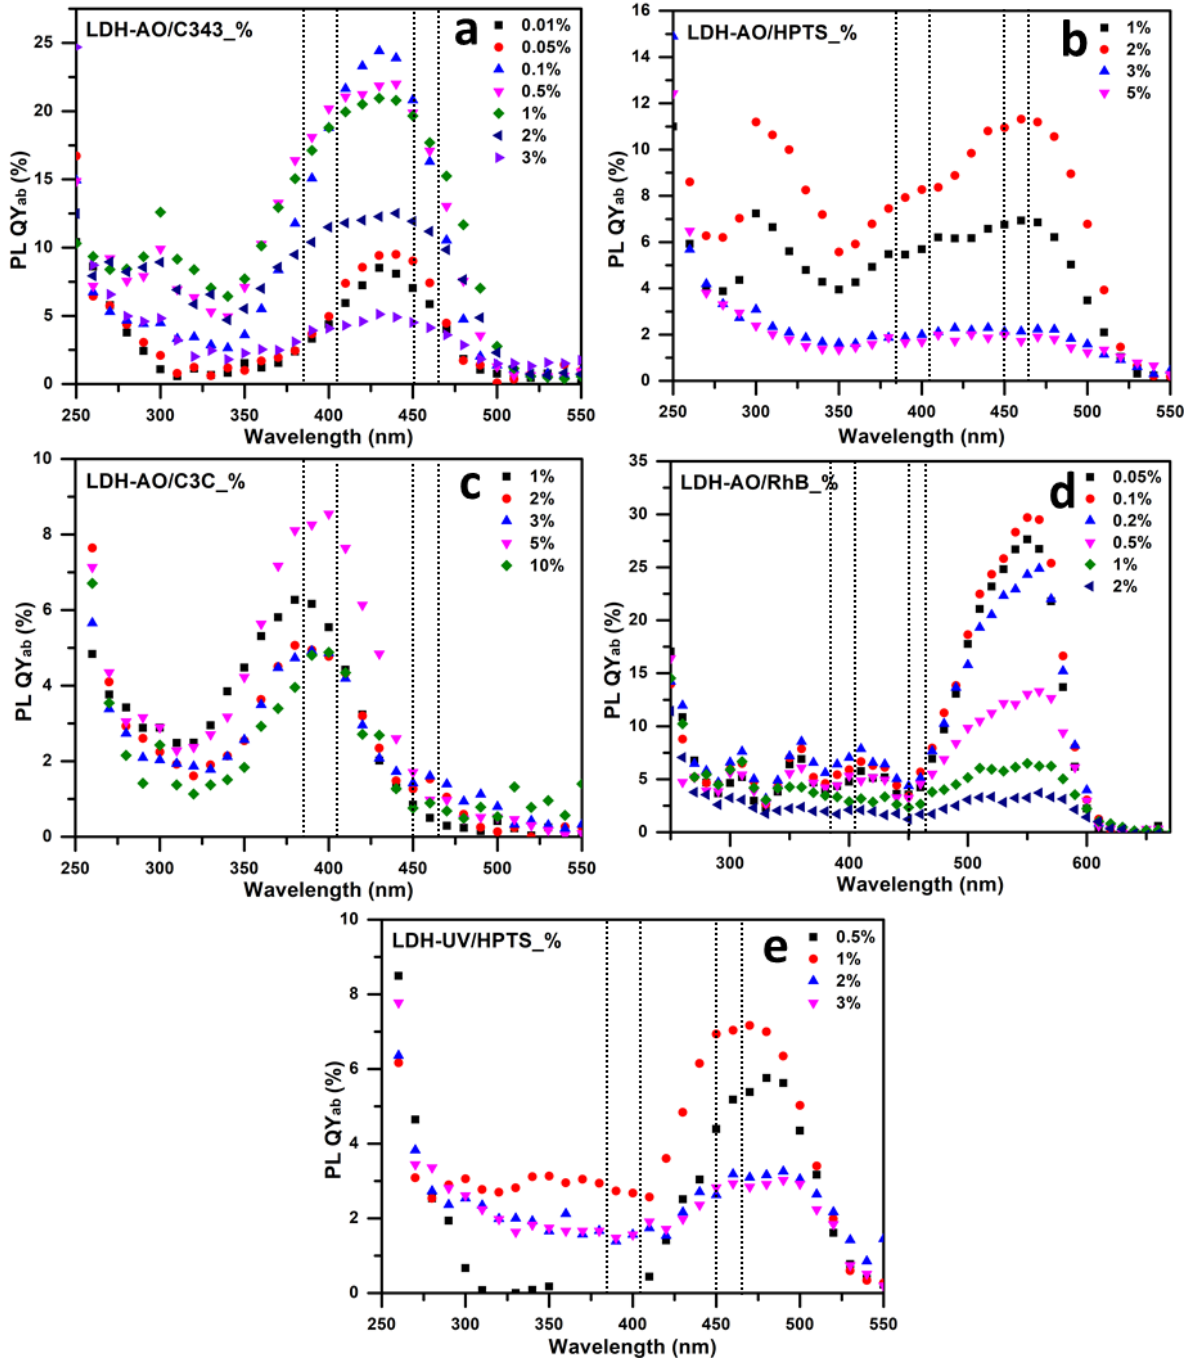 LDH-AO/C343_%
a
0.01%
0.05%
0.1%
0.5%
1%
2%
3%
25
20
15
10
5
0
PL QYab (%)
250 300 350 400 450 500 550
Wavelength (nm)
LDH-AO/HPTS_%
b
1%
2%
3%
5%
16
14
12
10
8
6
4
2
0
PL QYab (%)
250 300 350 400 450 500 550
Wavelength (nm)
LDH-AO/C3C_%
c
1%
2%
3%
5%
10%
10
8
6
4
2
0
PL QYab (%)
250 300 350 400 450 500 550
Wavelength (nm)
LDH-AO/RhB_%
d
0.05%
0.1%
0.2%
0.5%
1%
2%
35
30
25
20
15
10
5
0
PL QYab (%)
300 400 500 600
Wavelength (nm)
LDH-UV/HPTS_%
e
0.5%
1%
2%
3%
10
8
6
4
2
0
PL QYab (%)
250 300 350 400 450 500 550
Wavelength (nm)